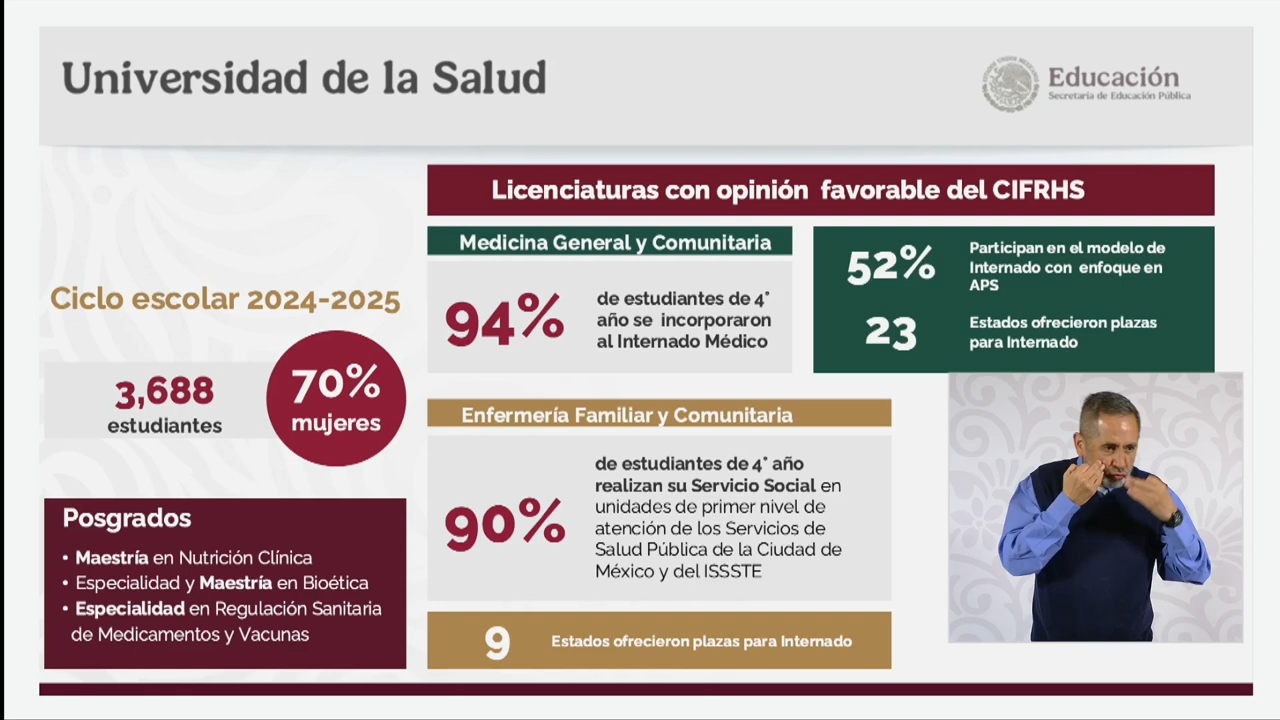 Universidad de la Salud
Educación
Secretaría de Educación Pública
Ciclo escolar 2024-2025
3,688
estudiantes
70%
mujeres
Posgrados
• Maestría en Nutrición Clínica
• Especialidad y Maestría en Bioética
• Especialidad en Regulación Sanitaria
de Medicamentos y Vacunas
Licenciaturas con opinión favorable del CIFRHS
Medicina General y Comunitaria
94%
de estudiantes de 4°
año se incorporaron
al Internado Médico
52%
Participan en el modelo de
Internado con enfoque en
APS
23
Estados ofrecieron plazas
para Internado
Enfermería Familiar y Comunitaria
90%
de estudiantes de 4° año
realizan su Servicio Social en
unidades de primer nivel de
atención de los Servicios de
Salud Pública de la Ciudad de
México y del ISSSTE
9
Estados ofrecieron plazas para Internado